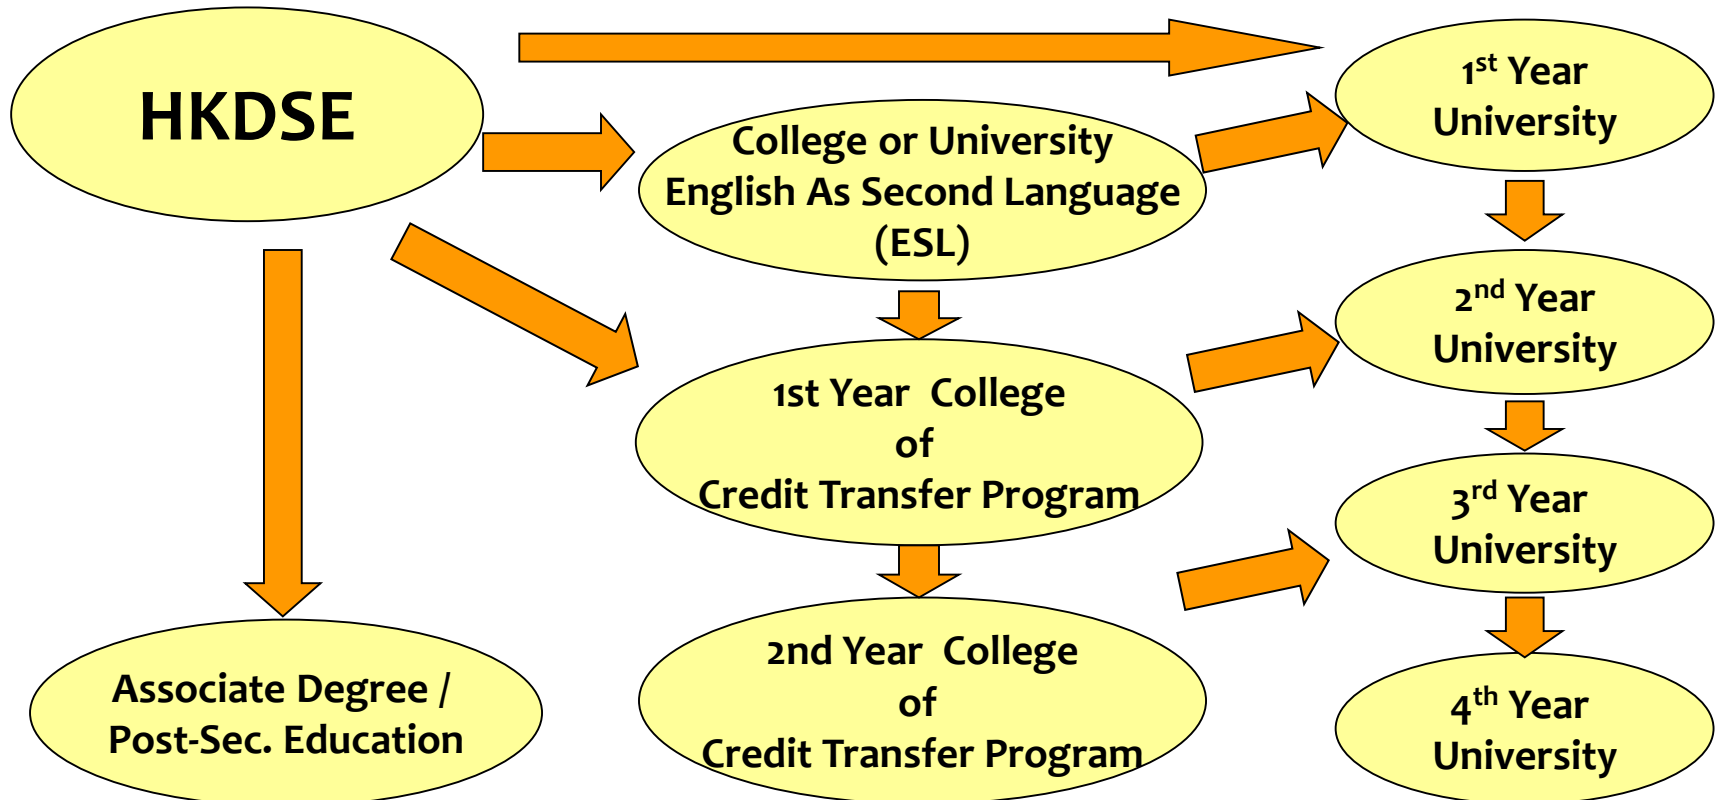 HKDSE
College or University
English As Second Language
(ESL)
1st Year
University
2nd Year
University
1st Year College
of
Credit Transfer Program
3rd Year
University
2nd Year College
of
Credit Transfer Program
Associate Degree /
Post-Sec. Education
4th Year
University